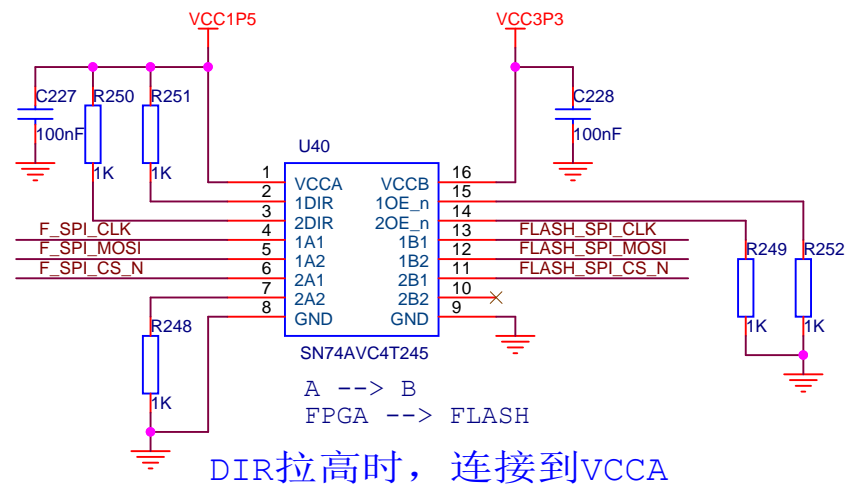 VCC1P5
VCC3P3
C227
R250
R251
C228
100nF
100nF
U40
1K
1K
1
VCCA
VCCB
16
2
1DIR
1OE_n
15
3
2DIR
2OE_n
14
F_SPI_CLK
4
1A1
1B1
13
FLASH_SPI_CLK
F_SPI_MOSI
5
1A2
1B2
12
FLASH_SPI_MOSI
F_SPI_CS_N
6
2A1
2B1
11
FLASH_SPI_CS_N
R249
R252
7
2A2
2B2
10
8
GND
GND
9
R248
1K
1K
SN74AVC4T245
1K
A --> B
FPGA --> FLASH
DIR拉高时，连接到VCCA